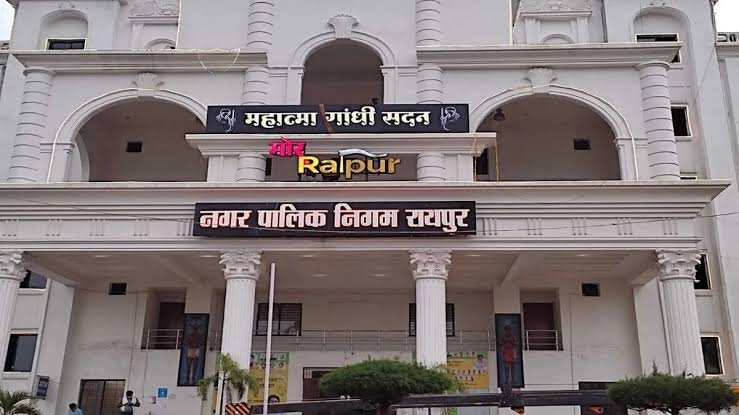 महात्मा गांधी सदन
मोर Raipur
नगर पालिक निगम रायपुर